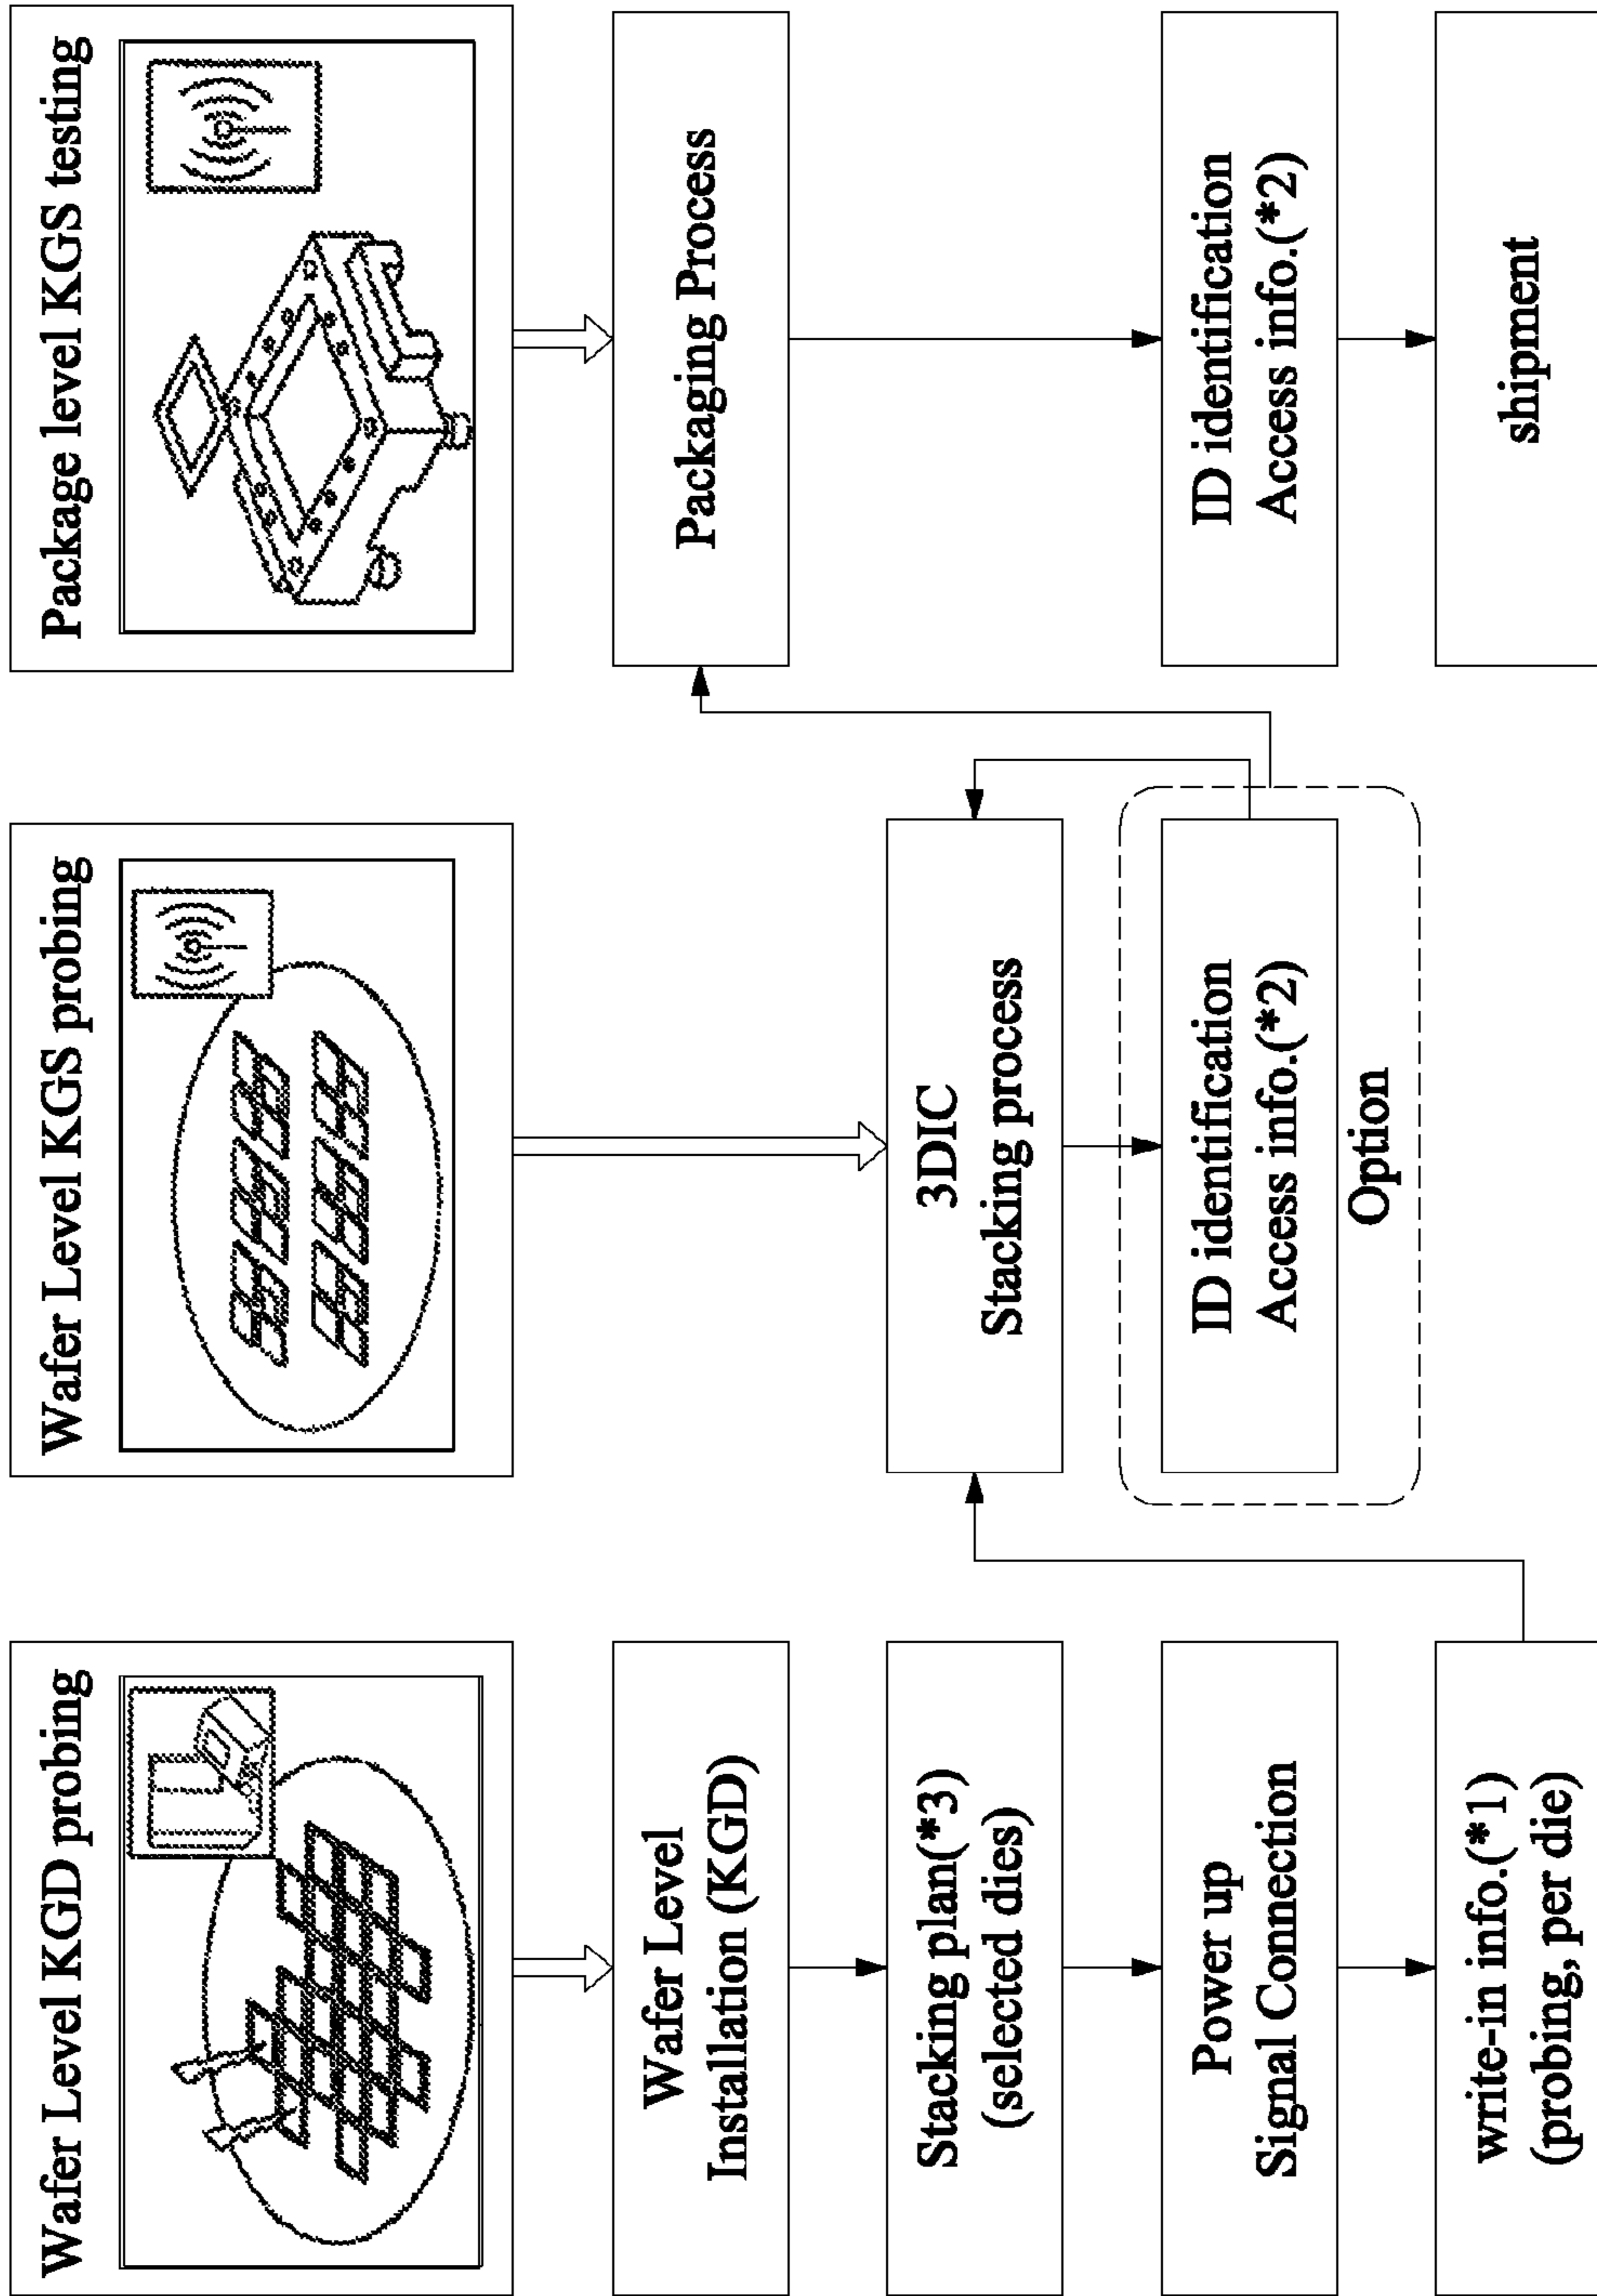 Wafer Level KGD probing
Wafer Level
Installation (KGD)
Stacking plan(*3)
(selected dies)
Power up
Signal Connection
write-in info.(*1)
(probing, per die)
Wafer Level KGS probing
3DIC
Stacking process
ID identification
Access info.(*2)
Option
Package level KGS testing
Packaging Process
ID identification
Access info.(*2)
shipment